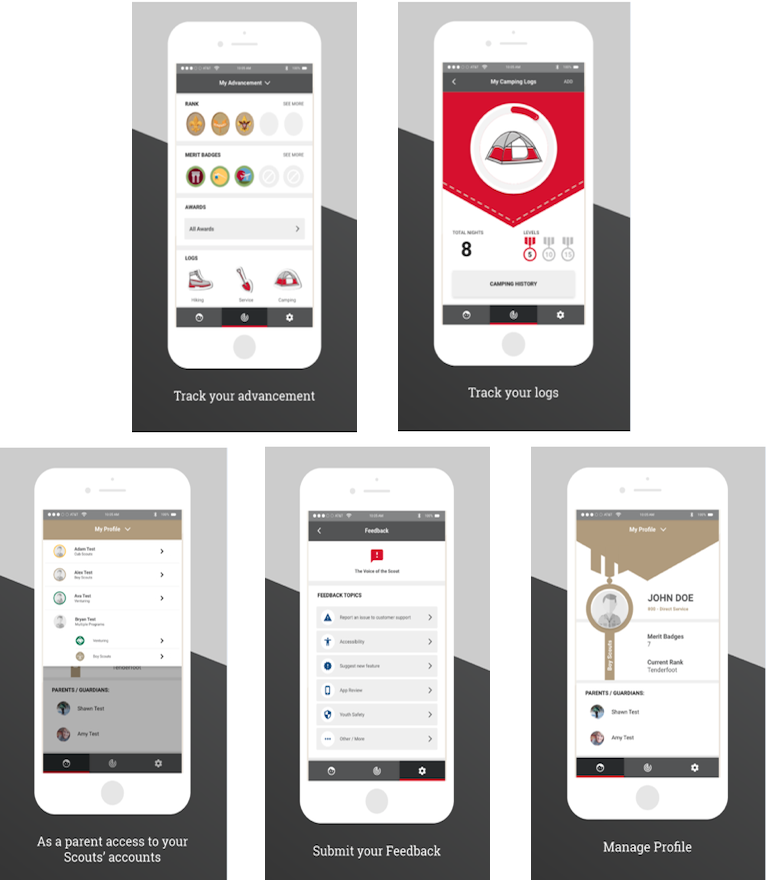 My Advancement
RANK SEE MORE
MERIT BADGES SEE MORE
AWARDS
All Awards
LOGS
Hiking Service Camping
Track your advancement
My Camping Logs ADD
TOTAL NIGHTS LEVELS
8
5 10 15
CAMPING HISTORY
Track your logs
My Profile
Adam Test
Cub Scouts
Alex Test
Boy Scouts
Ava Test
Venturing
Bryan Test
Multiple Programs
Venturing
Boy Scouts
Tenderfoot
PARENTS / GUARDIANS:
Shawn Test
Amy Test
As a parent access to your
Scouts' accounts
Feedback
The Voice of the Scout
FEEDBACK TOPICS
Report an issue to customer support
Accessibility
Suggest new feature
App Review
Youth Safety
Other / More
Submit your Feedback
My Profile
JOHN DOE
800 - Direct Service
Boy Scouts
Merit Badges
7
Current Rank
Tenderfoot
PARENTS / GUARDIANS:
Shawn Test
Amy Test
Manage Profile